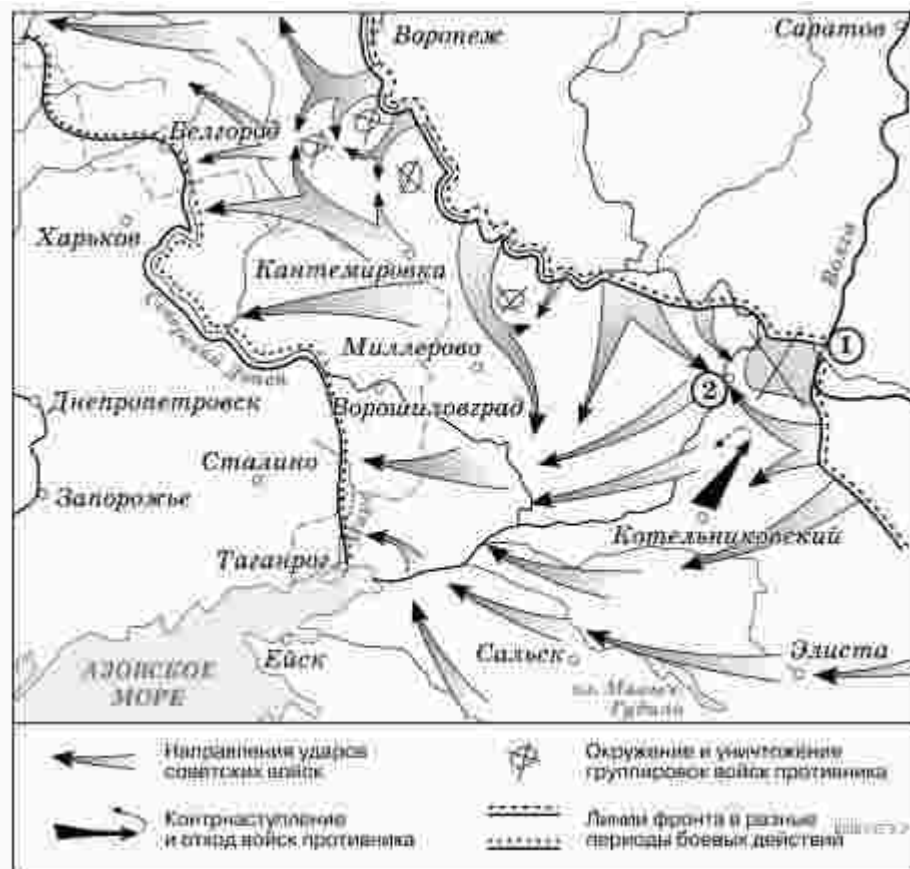 Воронеж
Саратов
Белгород
Волга
Харьков
Кантемировка
Северский Донец
Миллерово
1
2
Днепропетровск
Ворошиловград
Сталино
Запорожье
Котельниковский
Таганрог
Ейск
Сальск
Элиста
АЗОВСКОЕ
МОРЕ
Направления ударов
советских войск
Окружение и уничтожение
группировок войск противника
Контрнаступление
и отход войск противника
Линии фронта в разные
периоды боевых действий